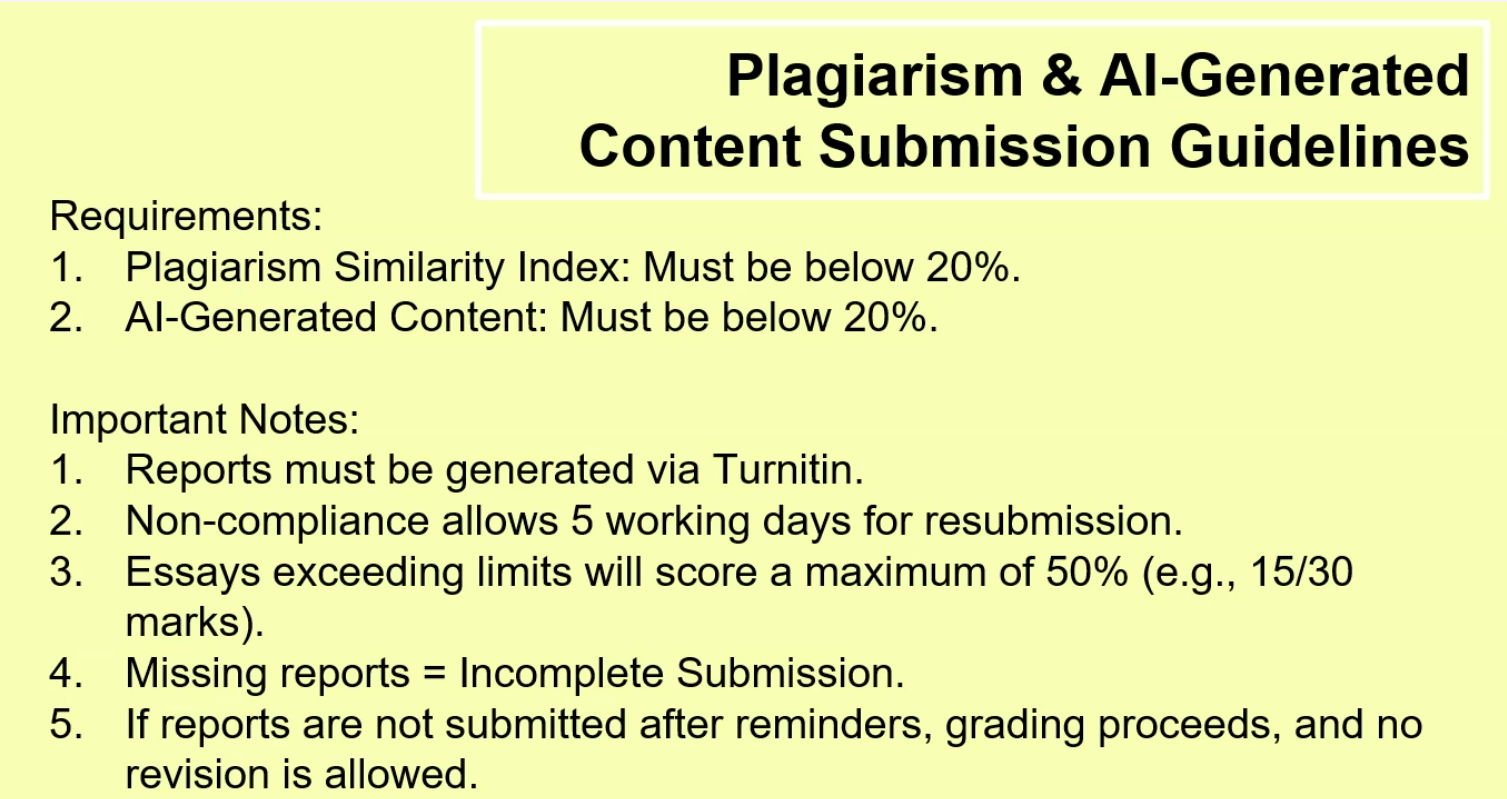 Plagiarism & AI-Generated
Content Submission Guidelines
Requirements:
1. Plagiarism Similarity Index: Must be below 20%.
2. AI-Generated Content: Must be below 20%.
Important Notes:
1. Reports must be generated via Turnitin.
2. Non-compliance allows 5 working days for resubmission.
3. Essays exceeding limits will score a maximum of 50% (e.g., 15/30
marks).
4. Missing reports = Incomplete Submission.
5. If reports are not submitted after reminders, grading proceeds, and no
revision is allowed.